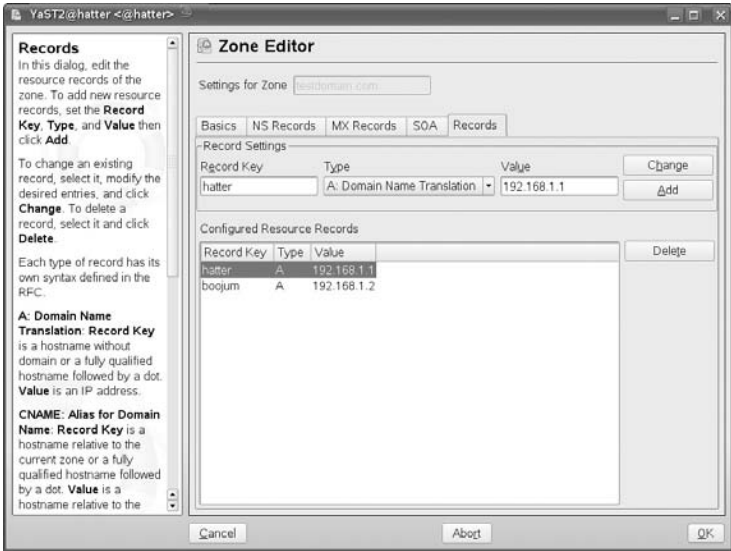 YaST2@hatter <@hatter>
Records
In this dialog, edit the
resource records of the
zone. To add new resource
records, set the Record
Key, Type, and Value then
click Add.
To change an existing
record, select it, modify the
desired entries, and click
Change. To delete a
record, select it and click
Delete.
Each type of record has its
own syntax defined in the
RFC.
A: Domain Name
Translation: Record Key
is a hostname without
domain or a fully qualified
hostname followed by a dot.
Value is an IP address.
CNAME: Alias for Domain
Name: Record Key is a
hostname relative to the
current zone or a fully
qualified hostname followed
by a dot. Value is a
hostname relative to the
Zone Editor
Settings for Zone testdomain.com
Basics NS Records MX Records SOA Records
Record Settings
Record Key Type Value Change
hatter A: Domain Name Translation 192.168.1.1 Add
Configured Resource Records
Record Key Type Value Delete
hatter A 192.168.1.1
boojum A 192.168.1.2
Cancel Abort OK